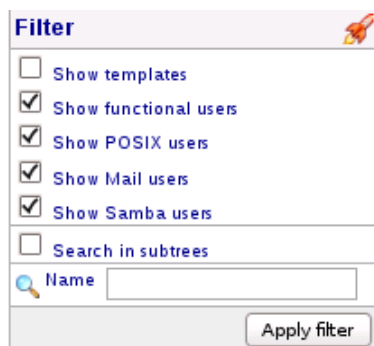 Filter
Show templates
Show functional users
Show POSIX users
Show Mail users
Show Samba users
Search in subtrees
Name
Apply filter